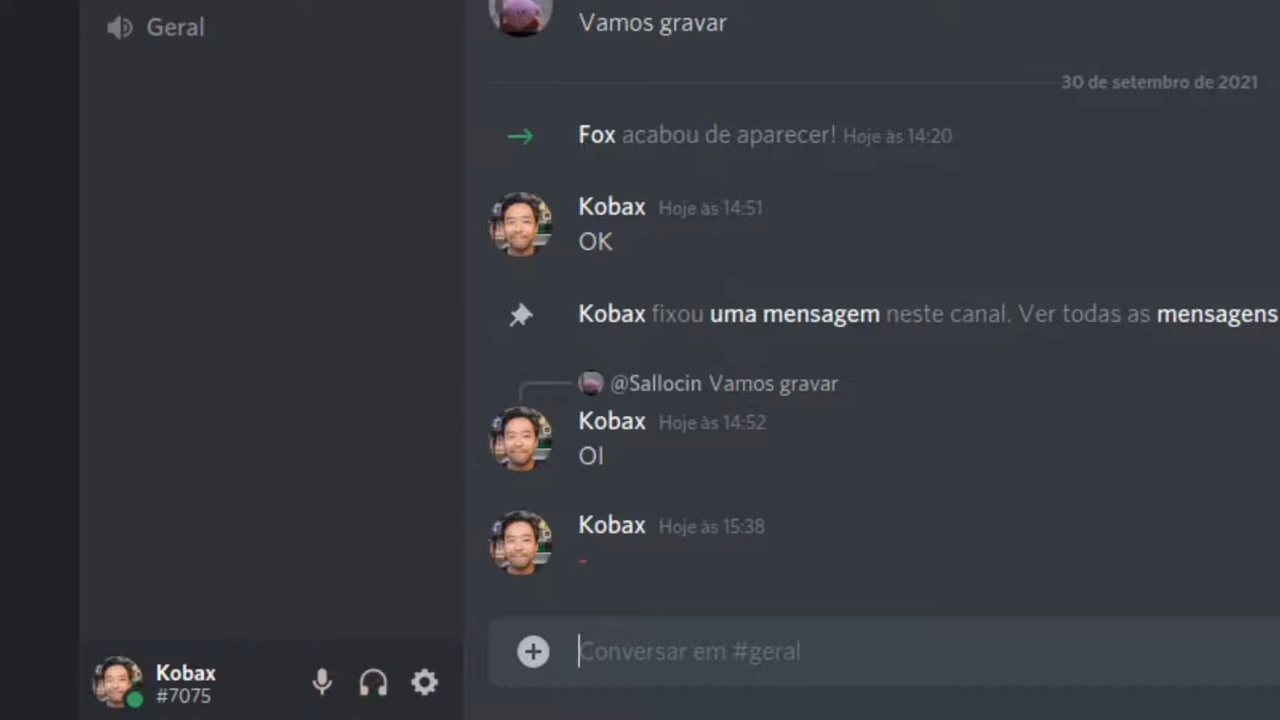 Geral
Vamos gravar
30 de setembro de 2021
Fox acabou de aparecer! Hoje às 14:20
Kobax Hoje às 14:51
OK
Kobax fixou uma mensagem neste canal. Ver todas as mensagens
@Sallocin Vamos gravar
Kobax Hoje às 14:52
OI
Kobax Hoje às 15:38
-
Conversar em #geral
Kobax
#7075